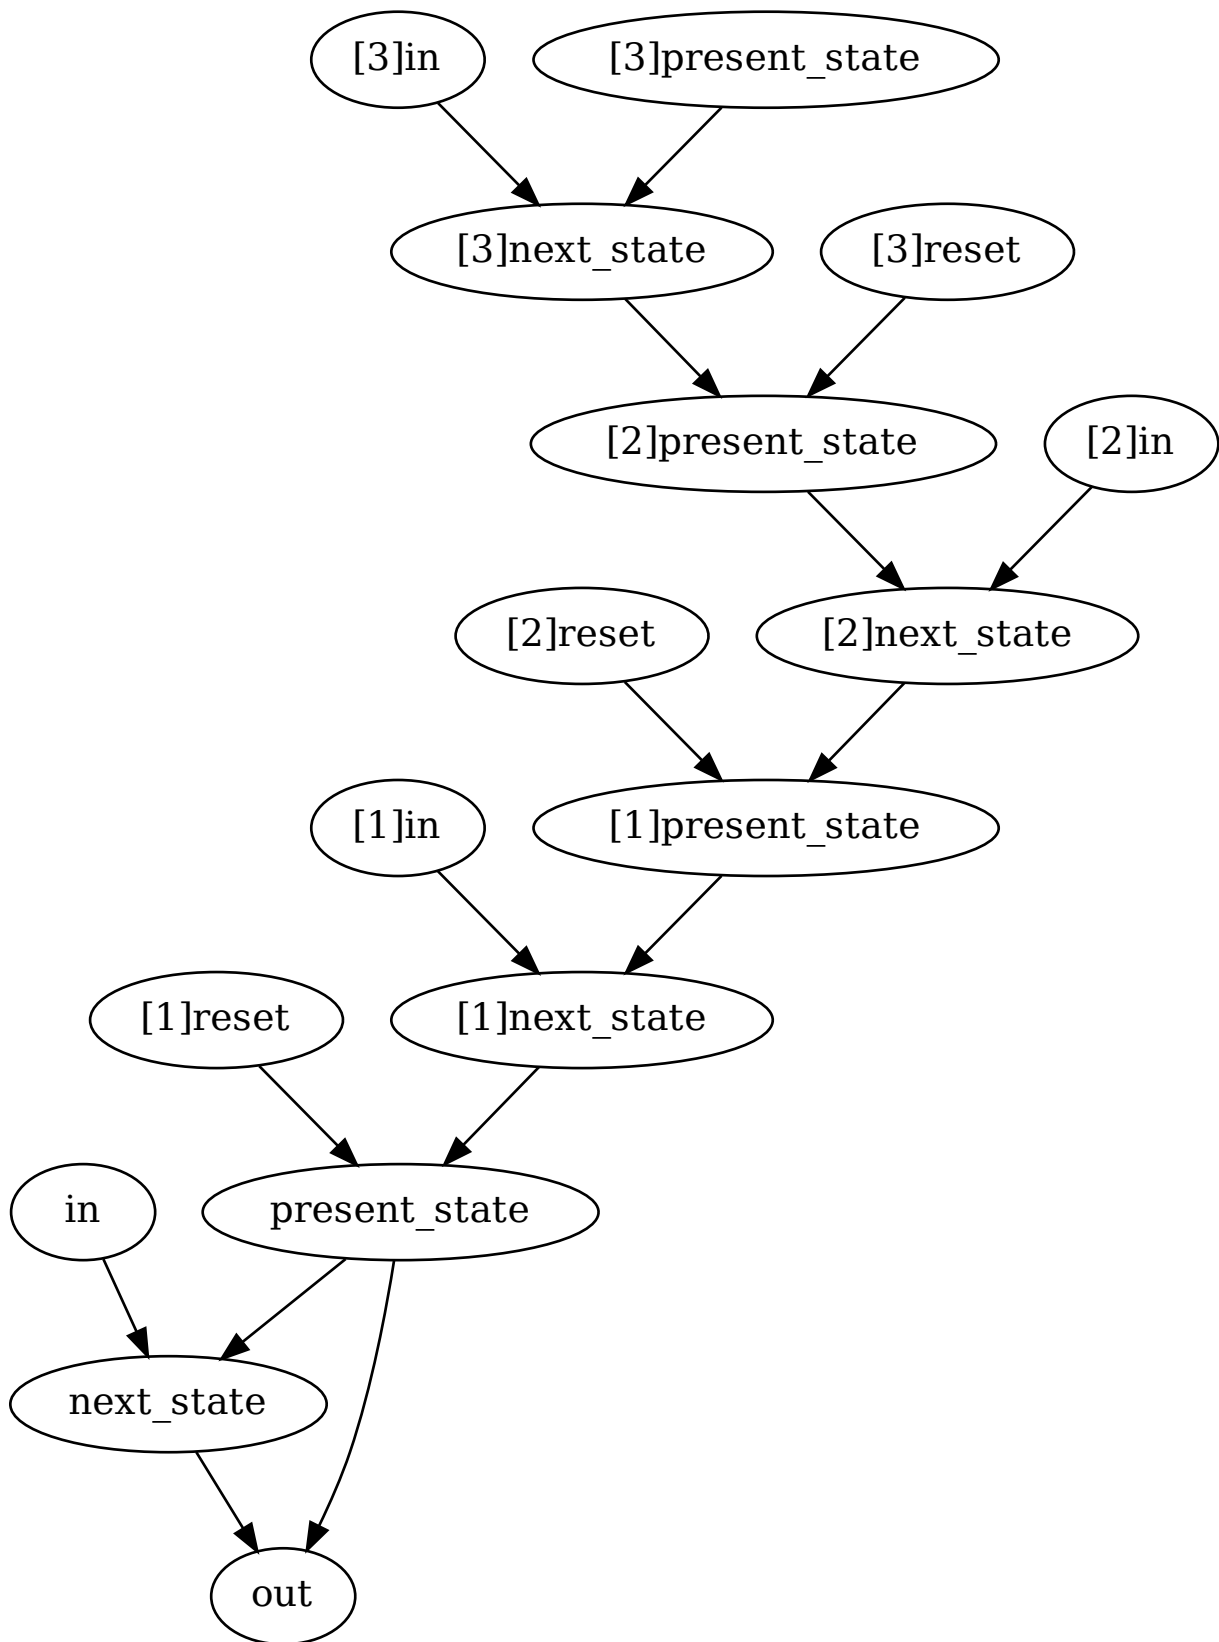 [3]in
[3]present_state
[3]next_state
[3]reset
[2]present_state
[2]in
[2]reset
[2]next_state
[1]in
[1]present_state
[1]reset
[1]next_state
in
present_state
next_state
out